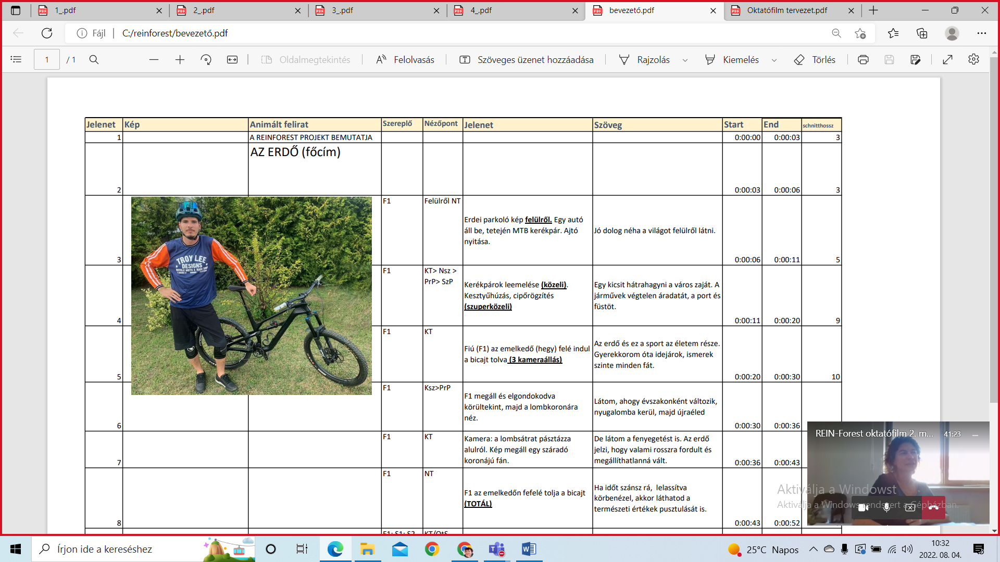 1_.pdf
2_.pdf
3_.pdf
4_.pdf
bevezető.pdf
Oktatófilm tervezet.pdf
Fájl
C:/reinforest/bevezető.pdf
1
/ 1
Oldalmegtekintés
Felolvasás
Szöveges üzenet hozzáadása
Rajzolás
Kiemelés
Törlés
Jelenet
Kép
Animált felirat
Szereplő
Nézőpont
Jelenet
Szöveg
Start
End
schnitthossz
1
A REINFOREST PROJEKT BEMUTATJA
0:00:00
0:00:03
3
AZ ERDŐ (főcím)
2
0:00:03
0:00:06
3
TROY LEE
DESIGNS
3
F1
Felülről NT
Erdei parkoló kép felülről. Egy autó
áll be, tetején MTB kerékpár. Ajtó
nyitása.
Jó dolog néha a világot felülről látni.
0:00:06
0:00:11
5
4
F1
KT> Nsz >
PrP> SzP
Kerékpárok leemelése (közeli).
Kesztyűhúzás, cipőrögzítés
(szuperközeli)
Egy kicsit hátrahagyni a város zaját. A
járművek végtelen áradatát, a port és
füstöt.
0:00:11
0:00:20
9
5
F1
KT
Fiú (F1) az emelkedő (hegy) felé indul
a bicajt tolva (3 kameraállás)
Az erdő és ez a sport az életem része.
Gyerekkorom óta idejárok, ismerek
szinte minden fát.
0:00:20
0:00:30
10
6
F1
Ksz>PrP
F1 megáll és elgondokodva
körültekint, majd a lombkoronára
néz.
Látom, ahogy évszakonként változik,
nyugalomba kerül, majd újraéled
0:00:30
0:00:36
7
F1
KT
Kamera: a lombsátrat pásztázza
alulról. Kép megáll egy száradó
koronájú fán.
De látom a fenyegetést is. Az erdő
jelzi, hogy valami rosszra fordult és
megállíthatlanná vált.
0:00:36
0:00:43
8
F1
NT
F1 az emelkedőn fefelé tolja a bicajt
(TOTÁL)
Ha időt szánsz rá, lelassítva
körbenézel, akkor láthatod a
természeti értékek pusztulását is.
0:00:43
0:00:52
F1; S1; S2
REIN-Forest oktatófilm 2. m...
41:23
Aktiválja a Windowst
Aktiválja a Windows rendszert a Gépházban.
Írjon ide a kereséshez
25°C Napos
10:32
2022. 08. 04.